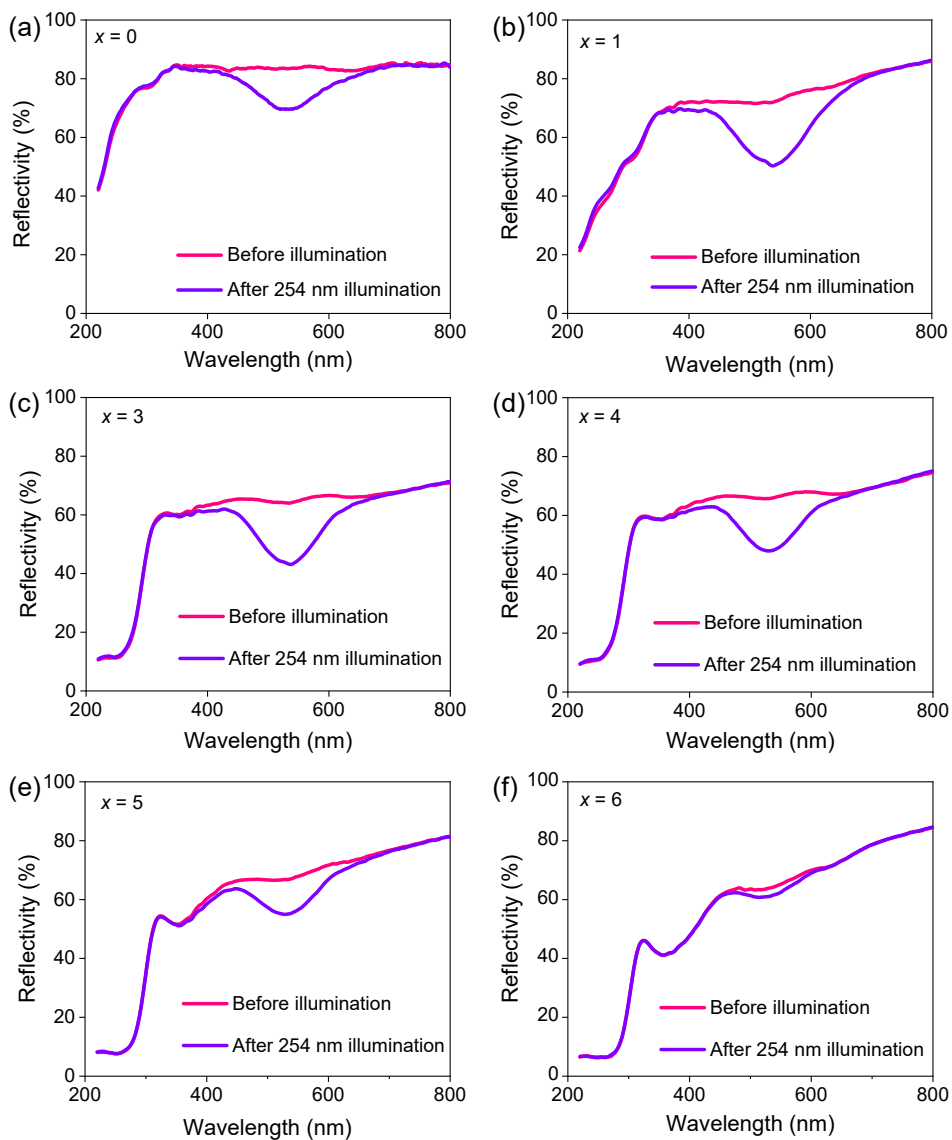 (a)
x = 0
100
80
60
40
20
0
200
400
600
800
Reflectivity (%)
Wavelength (nm)
Before illumination
After 254 nm illumination
(b)
x = 1
100
80
60
40
20
0
200
400
600
800
Reflectivity (%)
Wavelength (nm)
Before illumination
After 254 nm illumination
(c)
x = 3
100
80
60
40
20
0
200
400
600
800
Reflectivity (%)
Wavelength (nm)
Before illumination
After 254 nm illumination
(d)
x = 4
100
80
60
40
20
0
200
400
600
800
Reflectivity (%)
Wavelength (nm)
Before illumination
After 254 nm illumination
(e)
x = 5
100
80
60
40
20
0
200
400
600
800
Reflectivity (%)
Wavelength (nm)
Before illumination
After 254 nm illumination
(f)
x = 6
100
80
60
40
20
0
200
400
600
800
Reflectivity (%)
Wavelength (nm)
Before illumination
After 254 nm illumination